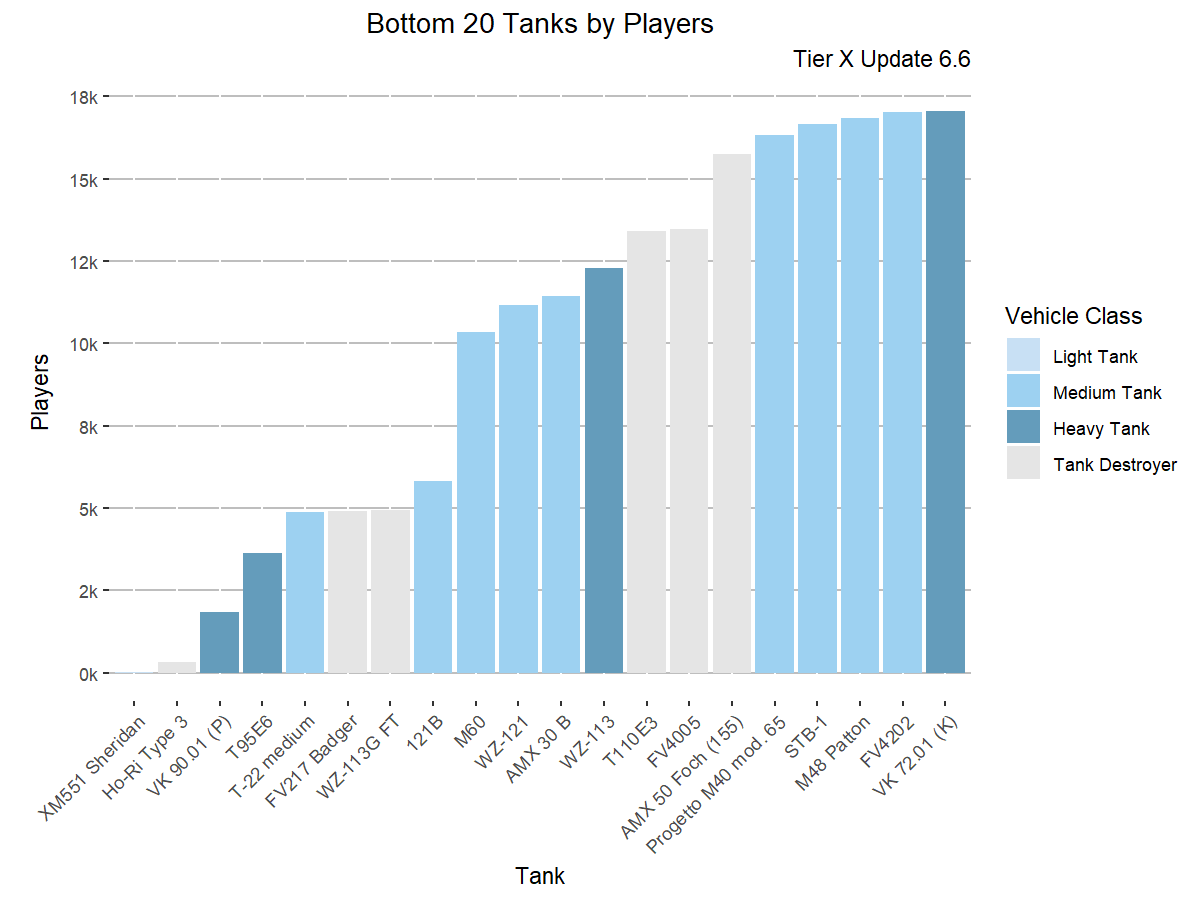 Bottom 20 Tanks by Players
Tier X Update 6.6
18k
15k
12k
10k
8k
5k
2k
0k
Players
XM551 Sheridan
Ho-Ri Type 3
VK 90.01 (P)
T95E6
T-22 medium
FV217 Badger
WZ-113G FT
121B
M60
WZ-121
AMX 30 B
WZ-113
T110E3
FV4005
AMX 50 Foch (155)
Progetto M40 mod. 65
STB-1
M48 Patton
FV4202
VK 72.01 (K)
Tank
Vehicle Class
Light Tank
Medium Tank
Heavy Tank
Tank Destroyer